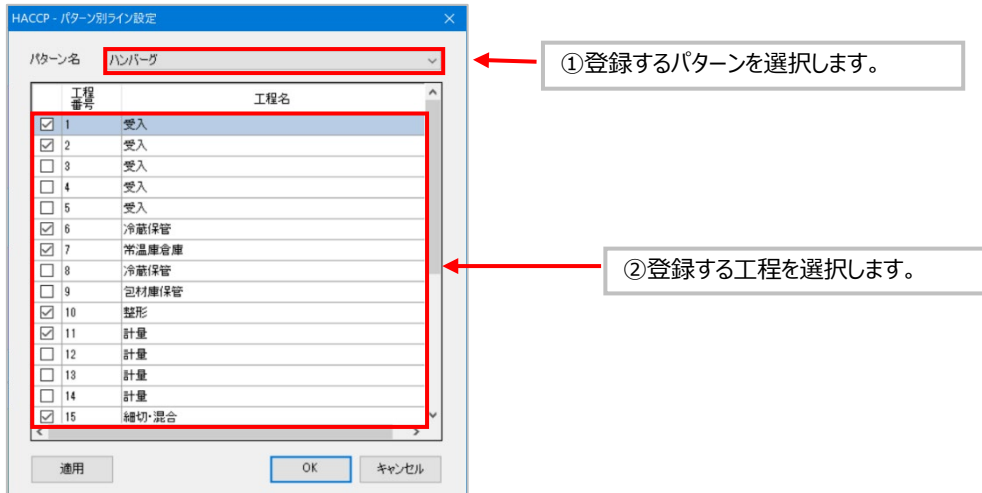 HACCP - パターン別ライン設定
パターン名 ハンバーグ
①登録するパターンを選択します。
工程番号 工程名
1 受入
2 受入
3 受入
4 受入
5 受入
6 冷蔵保管
7 常温庫倉庫
8 冷蔵保管
9 包材庫保管
10 整形
11 計量
12 計量
13 計量
14 計量
15 細切・混合
②登録する工程を選択します。
適用 OK キャンセル